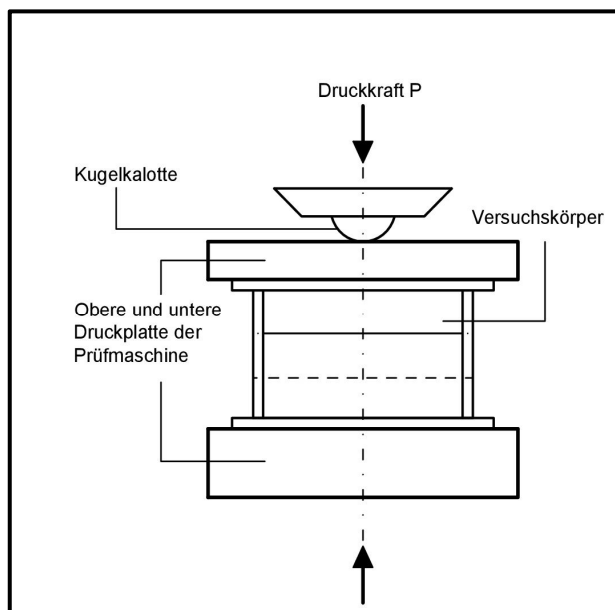 Druckkraft P
Kugelkalotte
Versuchskörper
Obere und untere
Druckplatte der
Prüfmaschine